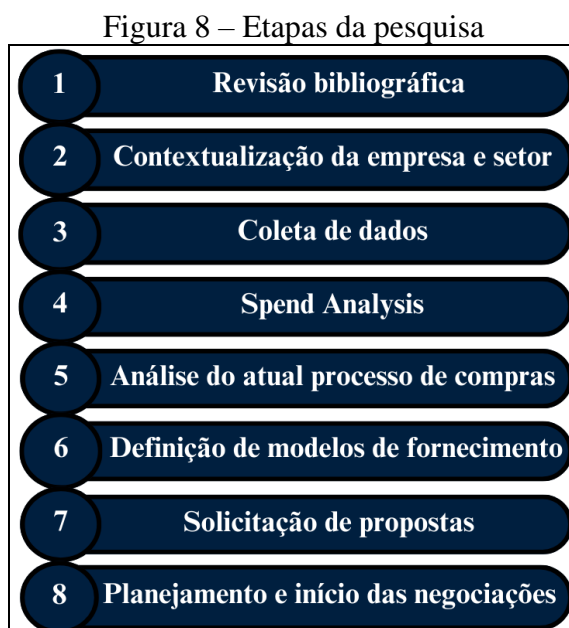 Figura 8 – Etapas da pesquisa
1 Revisão bibliográfica
2 Contextualização da empresa e setor
3 Coleta de dados
4 Spend Analysis
5 Análise do atual processo de compras
6 Definição de modelos de fornecimento
7 Solicitação de propostas
8 Planejamento e início das negociações